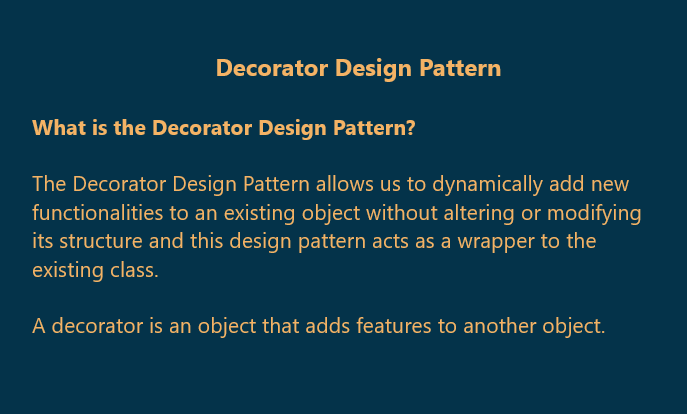 Decorator Design Pattern
What is the Decorator Design Pattern?
The Decorator Design Pattern allows us to dynamically add new
functionalities to an existing object without altering or modifying
its structure and this design pattern acts as a wrapper to the
existing class.
A decorator is an object that adds features to another object.